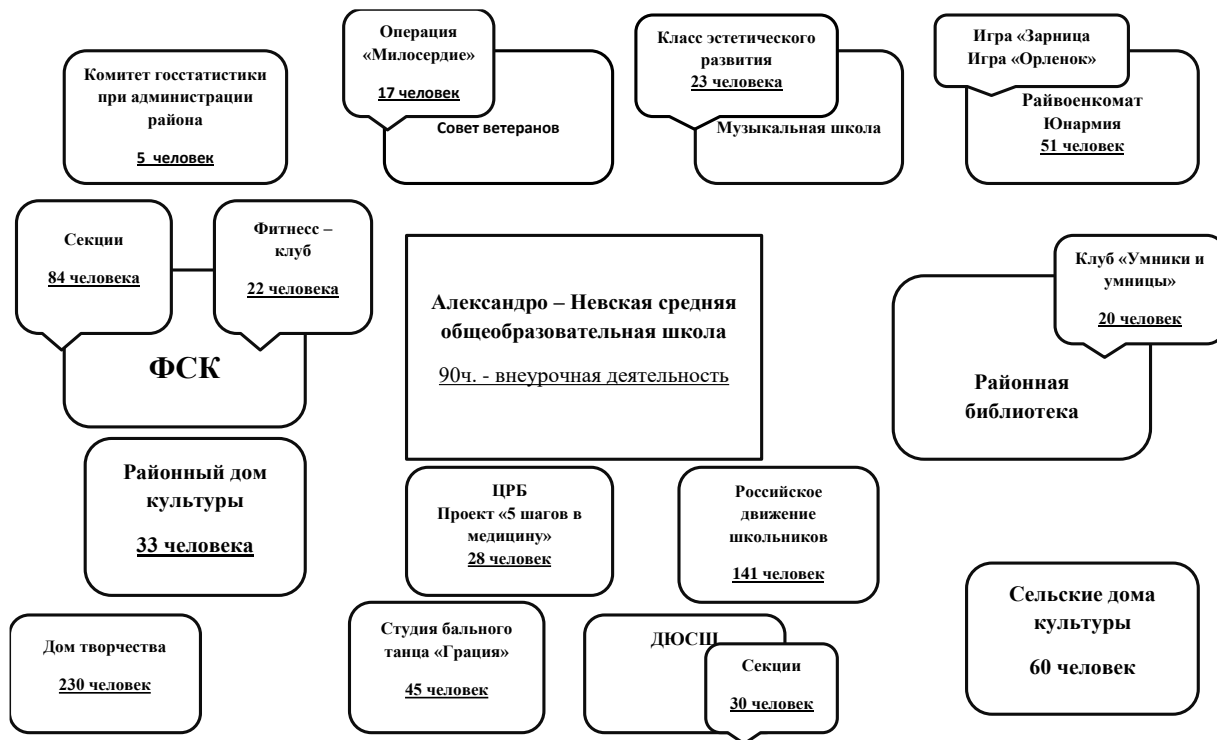 Комитет госстатистики
при администрации
района
5 человек
Операция
«Милосердие»
17 человек
Совет ветеранов
Класс эстетического
развития
23 человека
Музыкальная школа
Игра «Зарница
Игра «Орленок»
Райвоенкомат
Юнармия
51 человек
Секции
84 человека
Фитнесс –
клуб
22 человека
ФСК
Александро – Невская средняя
общеобразовательная школа
90ч. - внеурочная деятельность
Клуб «Умники и
умницы»
20 человек
Районная
библиотека
Районный дом
культуры
33 человека
ЦРБ
Проект «5 шагов в
медицину»
28 человек
Российское
движение
школьников
141 человек
Сельские дома
культуры
60 человек
Дом творчества
230 человек
Студия бального
танца «Грация»
45 человек
ДЮСШ
Секции
30 человек